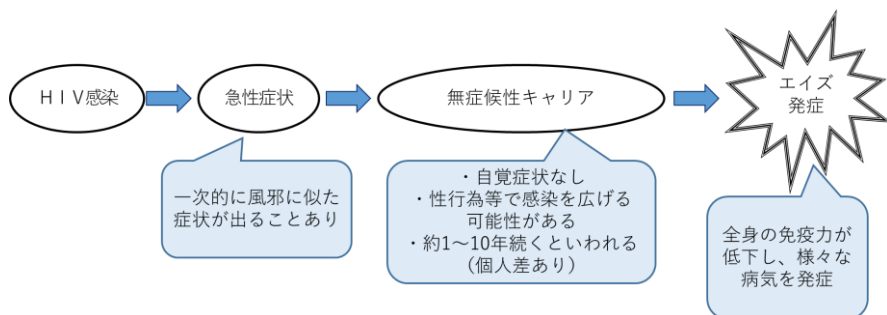 ＨＩＶ感染
急性症状
無症候性キャリア
エイズ
発症
一次的に風邪に似た
症状が出ることあり
・自覚症状なし
・性行為等で感染を広げる
可能性がある
・約1～10年続くといわれる
（個人差あり）
全身の免疫力が
低下し、様々な
病気を発症